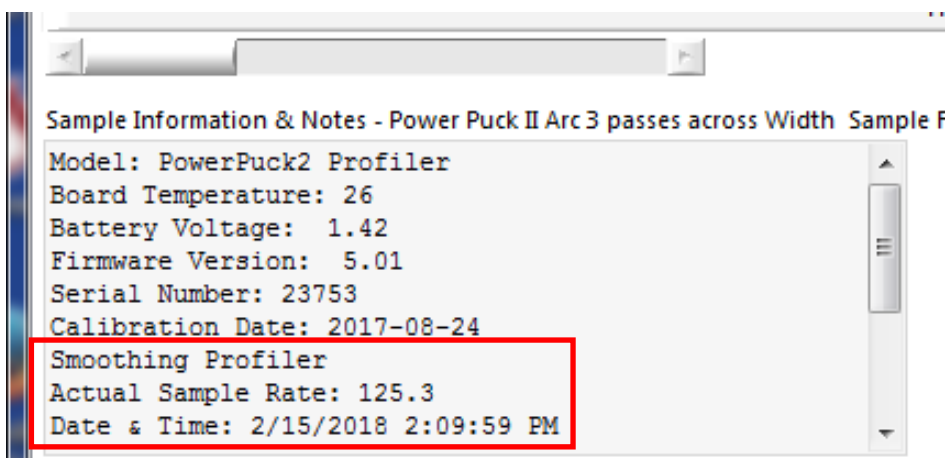 Sample Information & Notes - Power Puck II Arc 3 passes across Width Sample
Model: PowerPuck2 Profiler
Board Temperature: 26
Battery Voltage:  1.42
Firmware Version:  5.01
Serial Number: 23753
Calibration Date: 2017-08-24
Smoothing Profiler
Actual Sample Rate: 125.3
Date & Time: 2/15/2018 2:09:59 PM